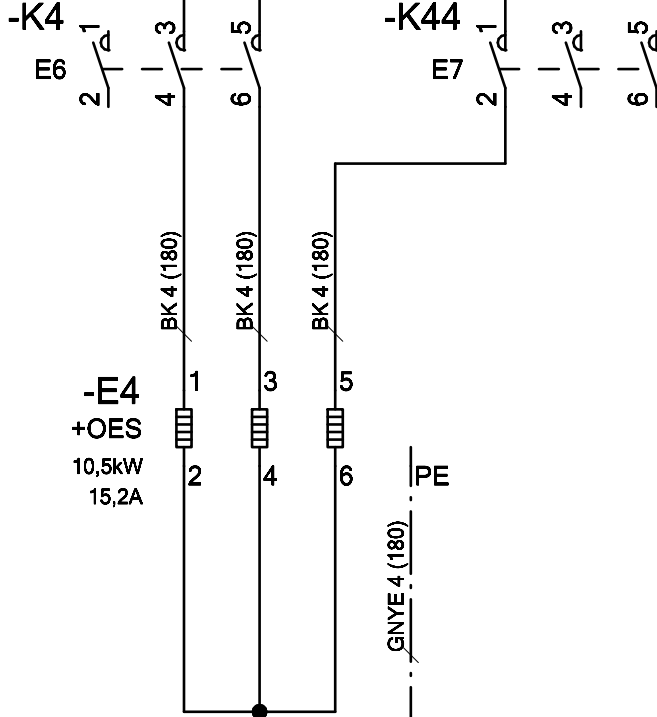 -K4
1
3
5
E6
2
4
6
-K44
1
3
5
E7
2
4
6
BK 4 (180)
BK 4 (180)
BK 4 (180)
-E4
1
3
5
+OES
10,5kW
15,2A
2
4
6
PE
GNYE 4 (180)